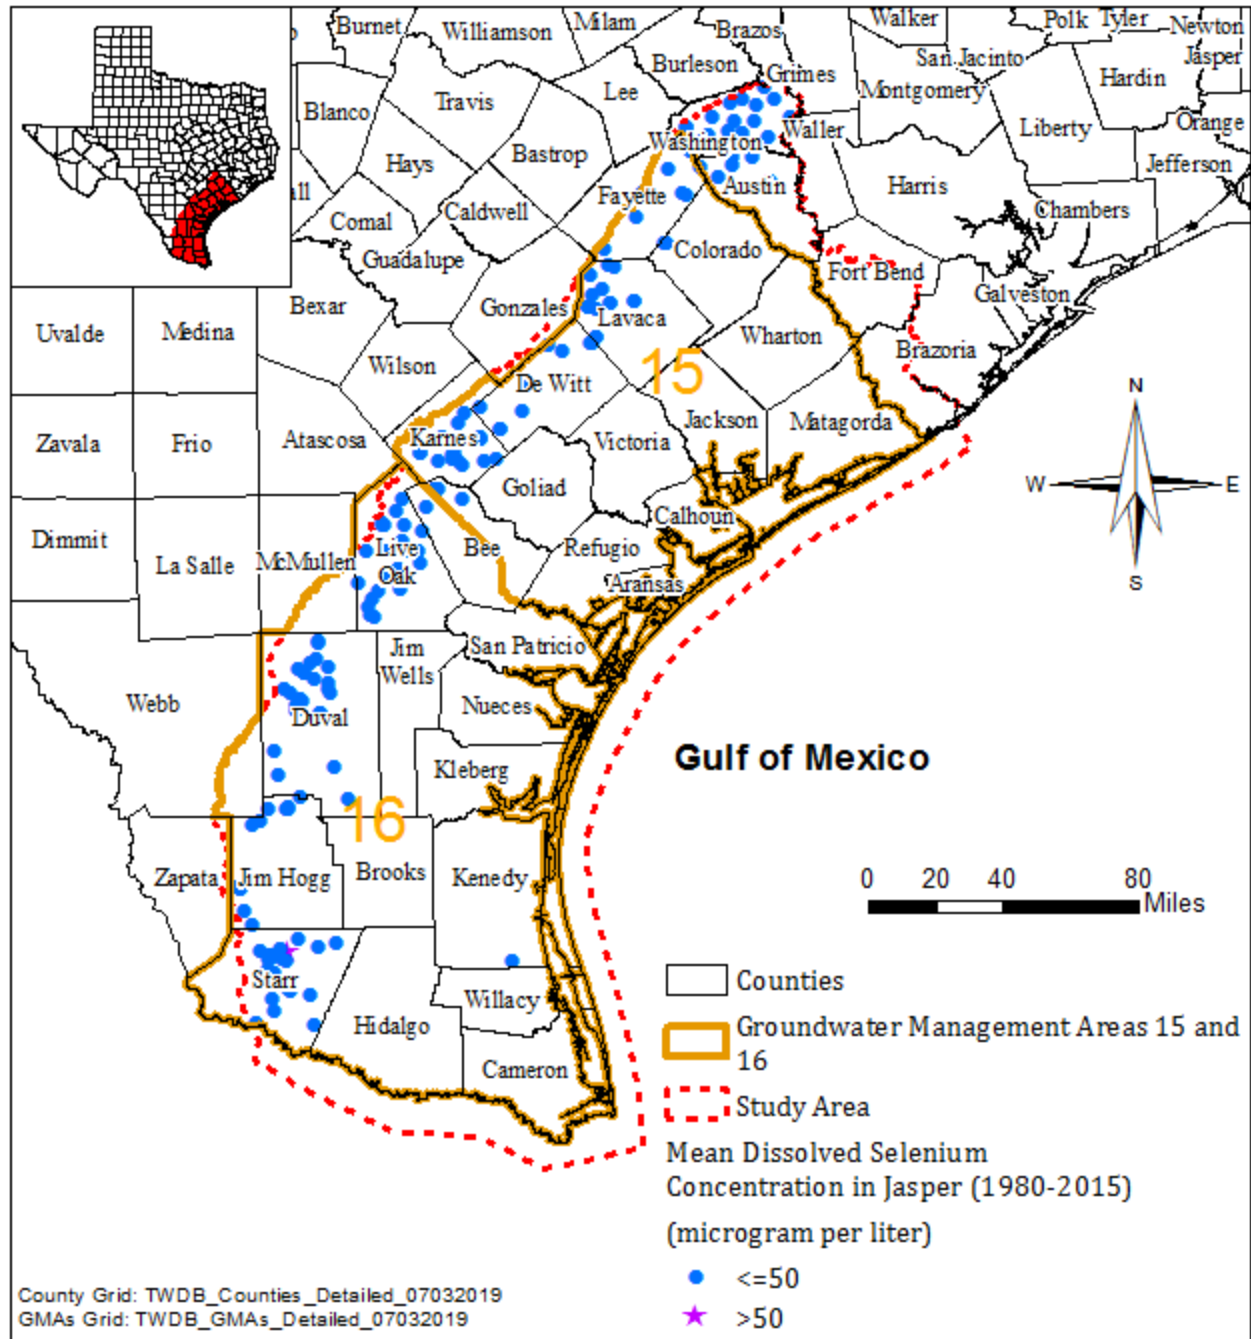 Burnet
Williamson
Milam
Brazos
Walker
Polk
Tyler
Newton
Burleson
Grimes
San Jacinto
Jasper
Blanco
Travis
Lee
Montgomery
Hardin
Hays
Bastrop
Washington
Waller
Liberty
Orange
Jefferson
all
Comal
Caldwell
Fayette
Austin
Harris
Chambers
Guadalupe
Colorado
Fort Bend
Bexar
Gonzales
Lavaca
Galveston
Uvalde
Medina
Wilson
15
Wharton
Brazoria
De Witt
Zavala
Frio
Atascosa
Karnes
Victoria
Jackson
Matagorda
Goliad
Dimmit
La Salle
McMullen
Live
Oak
Bee
Refugio
Calhoun
Aransas
San Patricio
Jim
Wells
Webb
Duval
Nueces
Kleberg
16
Zapata
Jim Hogg
Brooks
Kenedy
Starr
Willacy
Hidalgo
Cameron
Gulf of Mexico
N
W
E
S
0 20 40 80
Miles
Counties
Groundwater Management Areas 15 and
16
Study Area
Mean Dissolved Selenium
Concentration in Jasper (1980-2015)
(microgram per liter)
<=50
>50
County Grid: TWDB_Counties_Detailed_07032019
GMAs Grid: TWDB_GMAs_Detailed_07032019